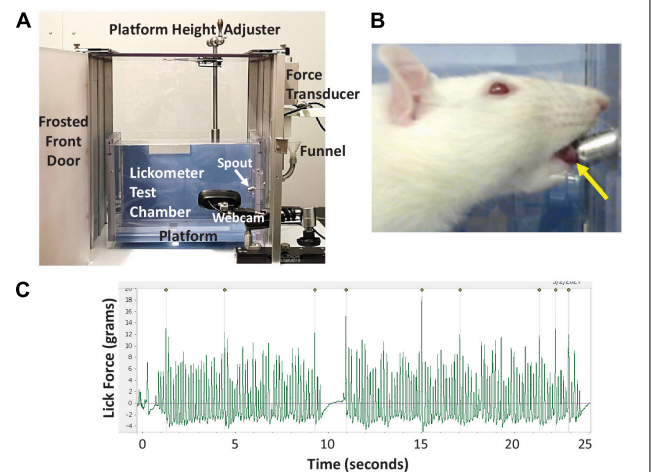 A
Platform Height Adjuster
Force
Transducer
Frosted
Front
Door
Funnel
Spout
Lickometer
Test
Chamber
Webcam
Platform
B
C
Lick Force (grams)
20
18
16
14
12
10
8
6
4
2
0
-2
-4
0
5
10
15
20
25
Time (seconds)